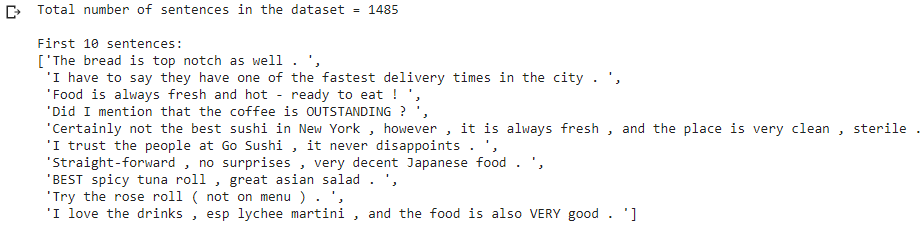 Total number of sentences in the dataset = 1485
First 10 sentences:
['The bread is top notch as well . ',
'I have to say they have one of the fastest delivery times in the city . ',
'Food is always fresh and hot - ready to eat ! ',
'Did I mention that the coffee is OUTSTANDING ? ',
'Certainly not the best sushi in New York , however , it is always fresh , and the place is very clean , sterile .
'I trust the people at Go Sushi , it never disappoints . ',
'Straight-forward , no surprises , very decent Japanese food . ',
'BEST spicy tuna roll , great asian salad . ',
'Try the rose roll ( not on menu ) . ',
'I love the drinks , esp lychee martini , and the food is also VERY good . ']